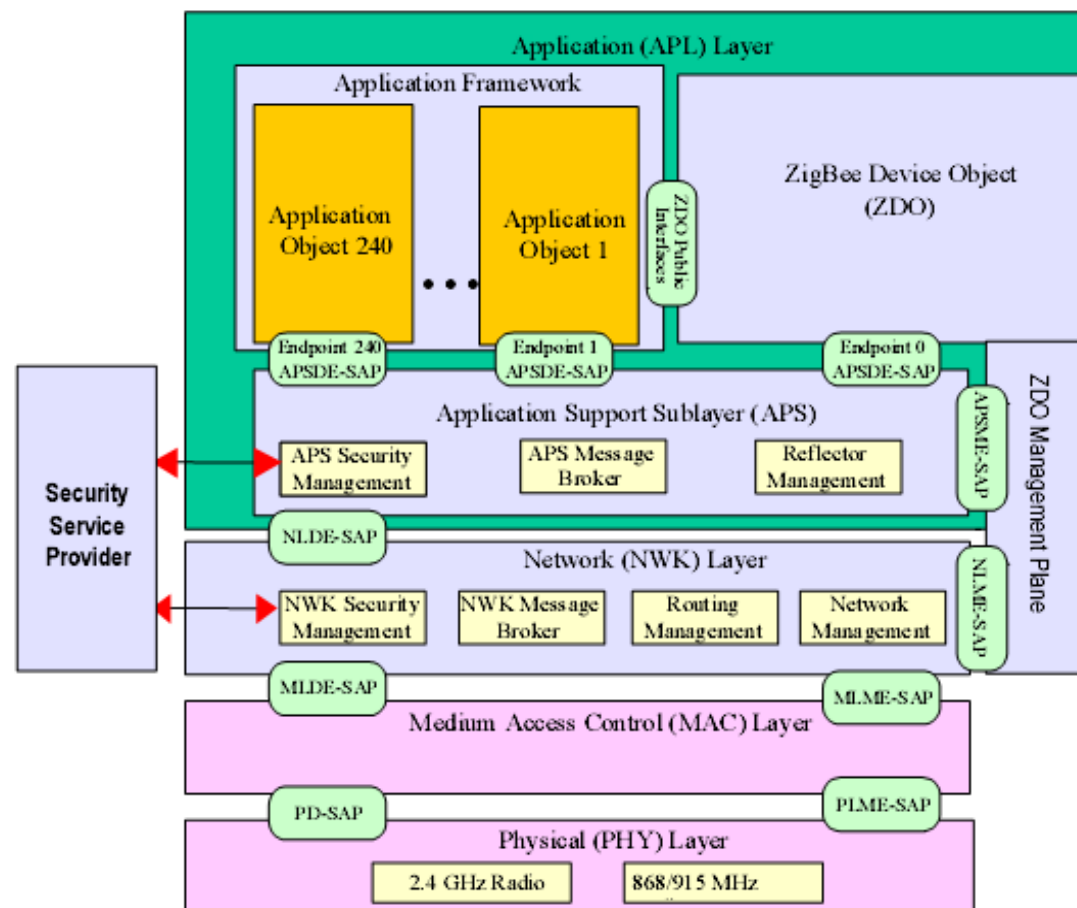 Application (APL) Layer
Application Framework
Application
Object 240
• • •
Application
Object 1
ZDO Public
Interfaces
ZigBee Device Object
(ZDO)
Endpoint 240
APSDE-SAP
Endpoint 1
APSDE-SAP
Endpoint 0
APSDE-SAP
Application Support Sublayer (APS)
APS Security
Management
APS Message
Broker
Reflector
Management
APSME-SAP
ZDO Management Plane
Security
Service
Provider
NLDE-SAP
Network (NWK) Layer
NWK Security
Management
NWK Message
Broker
Routing
Management
Network
Management
NLME-SAP
MLDE-SAP
MLME-SAP
Medium Access Control (MAC) Layer
PD-SAP
PLME-SAP
Physical (PHY) Layer
2.4 GHz Radio
868/915 MHz